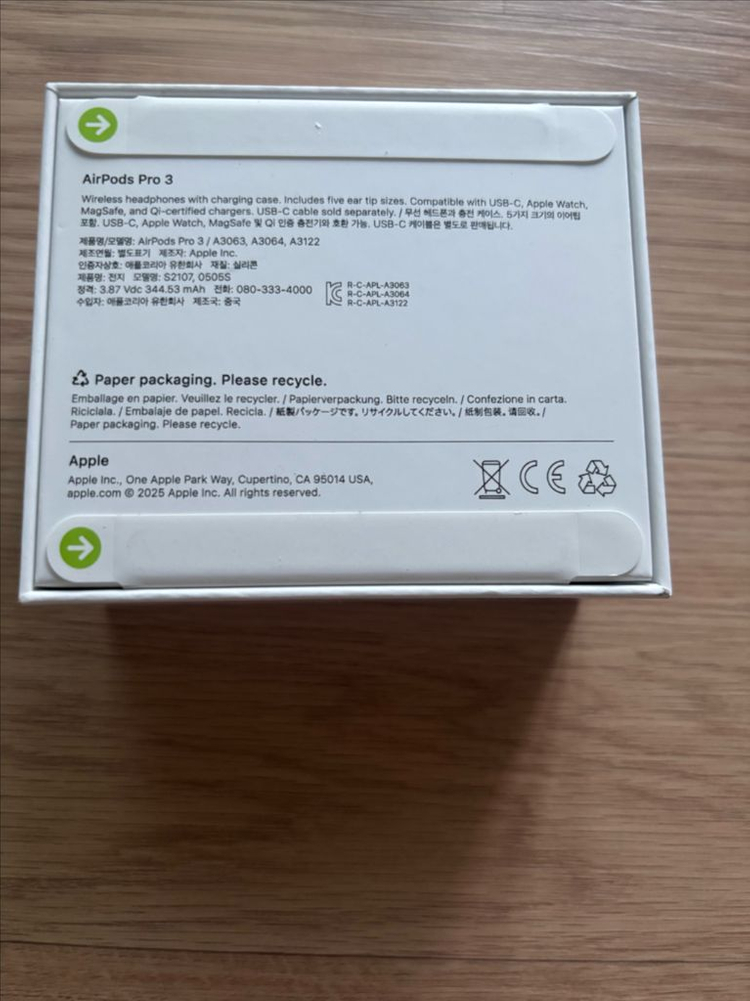 AirPods Pro 3
Wireless headphones with charging case. Includes five ear tip sizes. Compatible with USB-C, Apple Watch,
MagSafe, and Qi-certified chargers. USB-C cable sold separately. / 무선 헤드폰과 충전 케이스. 5가지 크기의 이어팁
포함. USB-C, Apple Watch, MagSafe 및 Qi 인증 충전기와 호환 가능. USB-C 케이블은 별도로 판매됩니다.
제품명/모델명: AirPods Pro 3 / A3063, A3064, A3122
제조연월: 별도표기 제조자: Apple Inc.
인증자상호: 애플코리아 유한회사 재질: 실리콘
제품명: 전지 모델명: S2107, 0505S
정격: 3.87 Vdc 344.53 mAh 전화: 080-333-4000
수입자: 애플코리아 유한회사 제조국: 중국
R-C-APL-A3063
R-C-APL-A3064
R-C-APL-A3122
Paper packaging. Please recycle.
Emballage en papier. Veuillez le recycler. / Papierverpackung. Bitte recyceln. / Confezione in carta.
Riciclala. / Embalaje de papel. Recicla. / 紙製パッケージです。リサイクルしてください。/ 纸制包装。请回收。/
Paper packaging. Please recycle.
Apple
Apple Inc., One Apple Park Way, Cupertino, CA 95014 USA,
apple.com © 2025 Apple Inc. All rights reserved.
CE